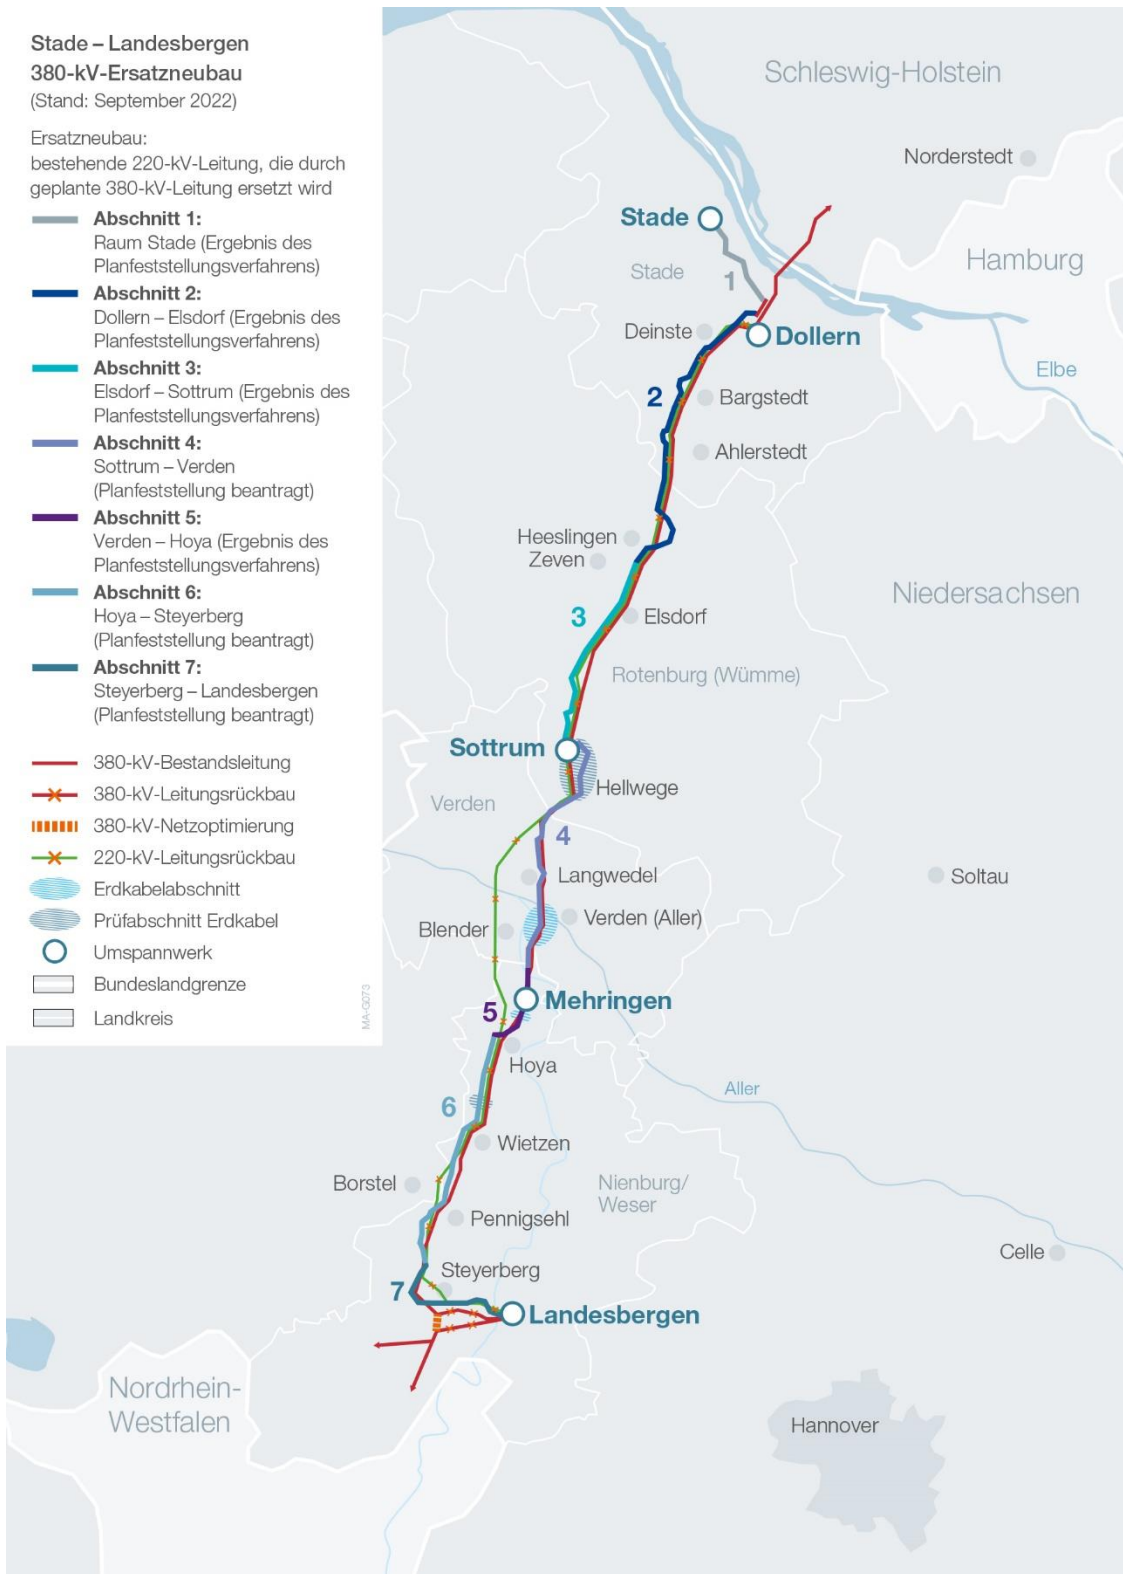 Stade – Landesbergen
380-kV-Ersatzneubau
(Stand: September 2022)
Ersatzneubau:
bestehende 220-kV-Leitung, die durch
geplante 380-kV-Leitung ersetzt wird
Abschnitt 1:
Raum Stade (Ergebnis des
Planfeststellungsverfahrens)
Abschnitt 2:
Dollern – Elsdorf (Ergebnis des
Planfeststellungsverfahrens)
Abschnitt 3:
Elsdorf – Sottrum (Ergebnis des
Planfeststellungsverfahrens)
Abschnitt 4:
Sottrum – Verden
(Planfeststellung beantragt)
Abschnitt 5:
Verden – Hoya (Ergebnis des
Planfeststellungsverfahrens)
Abschnitt 6:
Hoya – Steyerberg
(Planfeststellung beantragt)
Abschnitt 7:
Steyerberg – Landesbergen
(Planfeststellung beantragt)
380-kV-Bestandsleitung
380-kV-Leitungsrückbau
380-kV-Netzoptimierung
220-kV-Leitungsrückbau
Erdkabelabschnitt
Prüfabschnitt Erdkabel
Umspannwerk
Bundeslandgrenze
Landkreis
MA-G073
Schleswig-Holstein
Norderstedt
Stade
Hamburg
Stade
1
Deinste
Dollern
Elbe
2
Bargstedt
Ahlerstedt
Heeslingen
Zeven
Niedersachsen
3
Elsdorf
Rotenburg (Wümme)
Sottrum
Hellwege
Verden
4
Langwedel
Soltau
Verden (Aller)
Blender
Mehringen
5
Hoya
Aller
6
Wietzen
Borstel
Nienburg/
Weser
Pennigsehl
Celle
Steyerberg
7
Landesbergen
Nordrhein-
Westfalen
Hannover